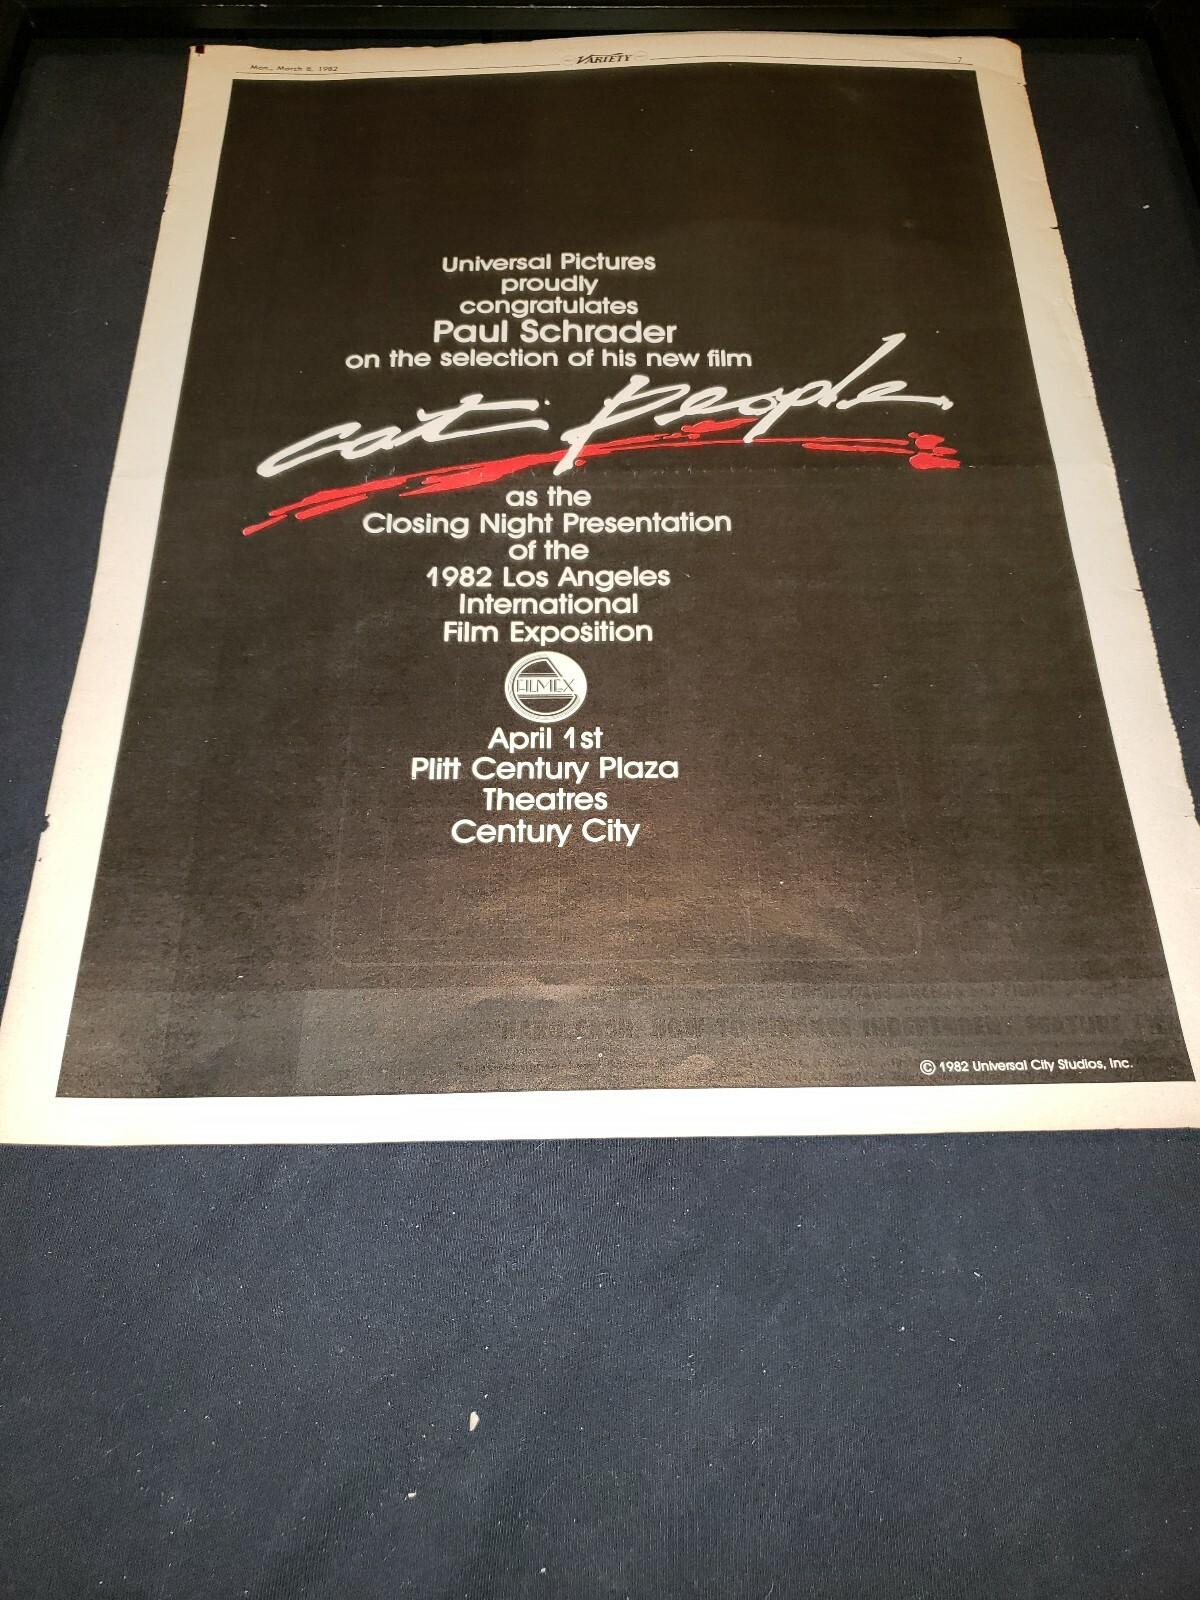 Mon., March 8, 1982
VARIETY
7
Universal Pictures
proudly
congratulates
Paul Schrader
on the selection of his new film
cat people
as the
Closing Night Presentation
of the
1982 Los Angeles
International
Film Exposition
FILMEX
April 1st
Plitt Century Plaza
Theatres
Century City
© 1982 Universal City Studios, Inc.